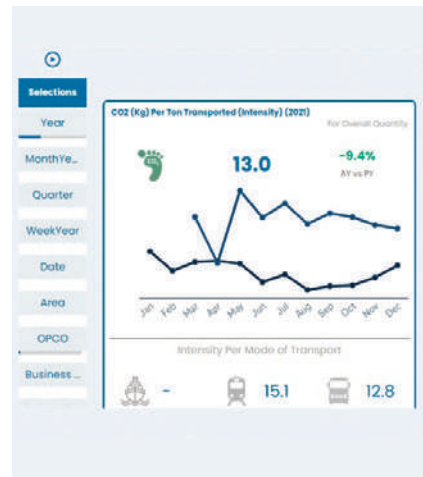 Selections
Year
MonthYe...
Quarter
WeekYear
Date
Area
OPCO
Business ...
CO2 (Kg) Per Ton Transported (Intensity) (2021)
For Overall Quantity
13.0
-9.4%
AY vs PY
Jan Feb Mar Apr May Jun Jul Aug Sep Oct Nov Dec
Intensity Per Mode of Transport
- 15.1 12.8